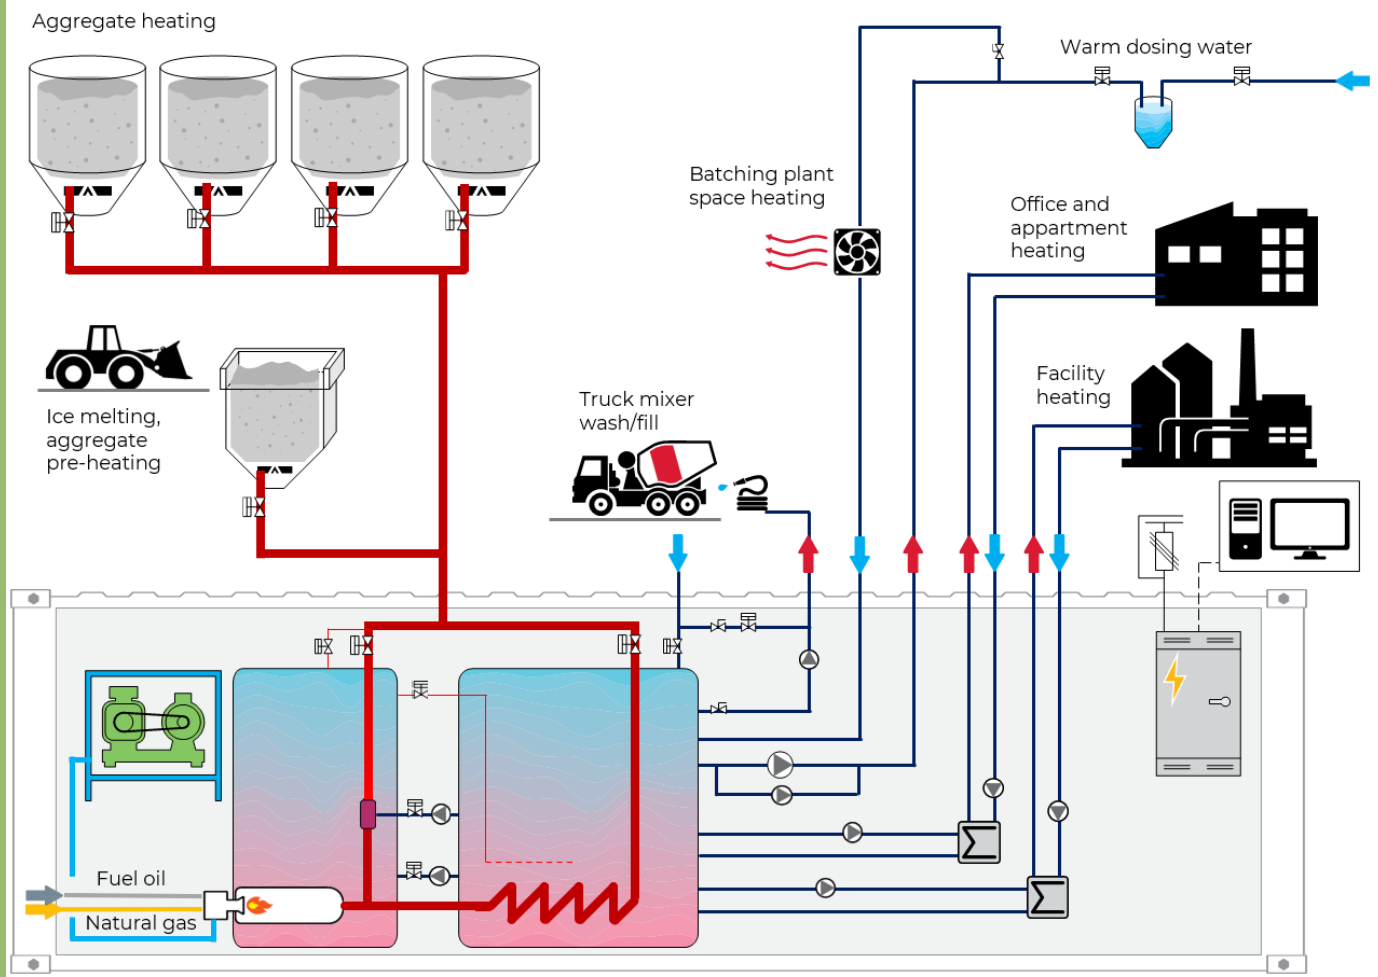 Aggregate heating
Warm dosing water
Batching plant
space heating
Office and
appartment
heating
Facility
heating
Ice melting,
aggregate
pre-heating
Truck mixer
wash/fill
Fuel oil
Natural gas